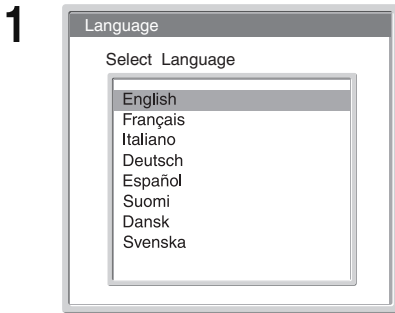 1
Language
Select Language
English
Français
Italiano
Deutsch
Español
Suomi
Dansk
Svenska